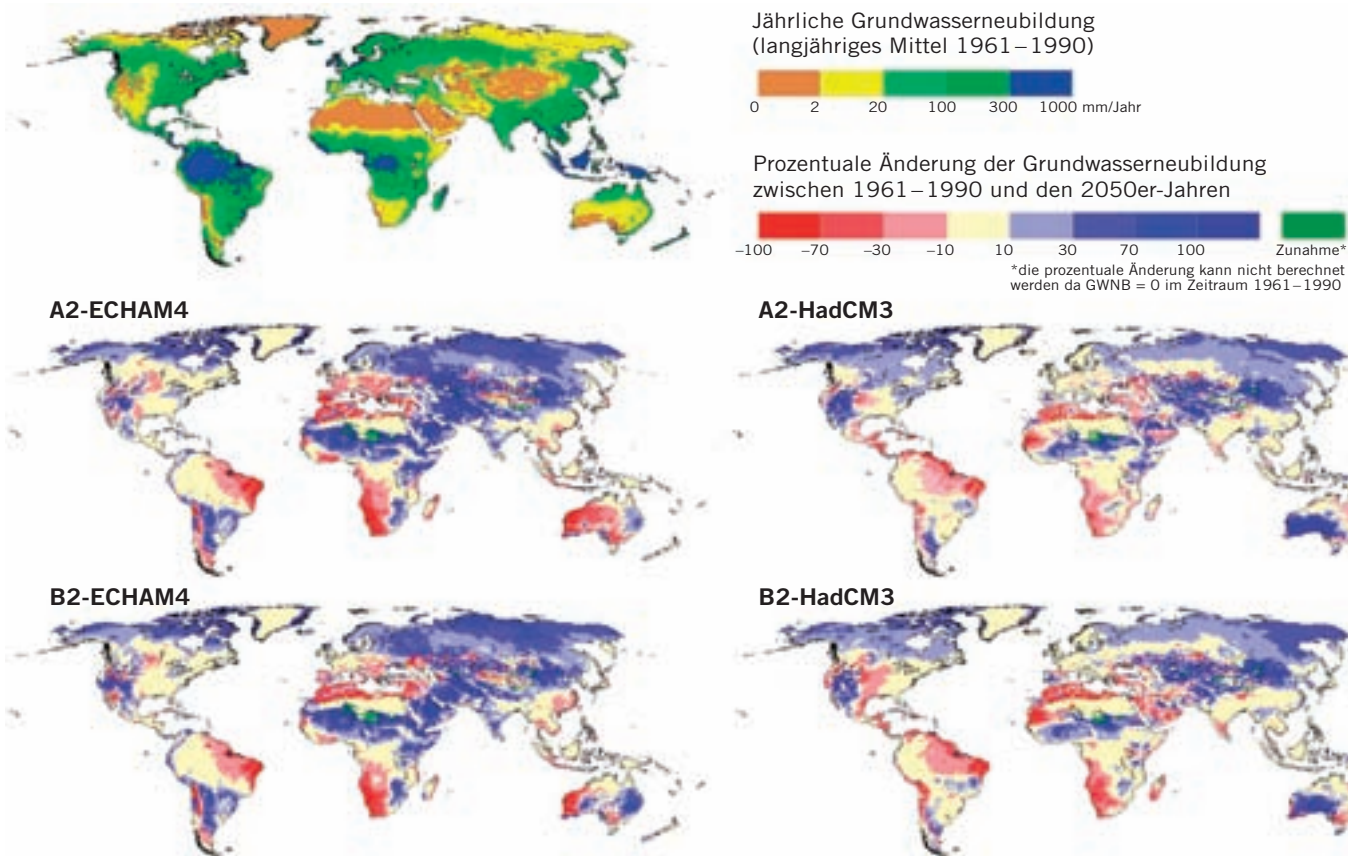 Jährliche Grundwasserneubildung
(langjähriges Mittel 1961–1990)
0 2 20 100 300 1000 mm/Jahr
Prozentuale Änderung der Grundwasserneubildung
zwischen 1961–1990 und den 2050er-Jahren
–100 –70 –30 –10 10 30 70 100 Zunahme*
*die prozentuale Änderung kann nicht berechnet
werden da GWNB = 0 im Zeitraum 1961–1990
A2-ECHAM4 A2-HadCM3
B2-ECHAM4 B2-HadCM3